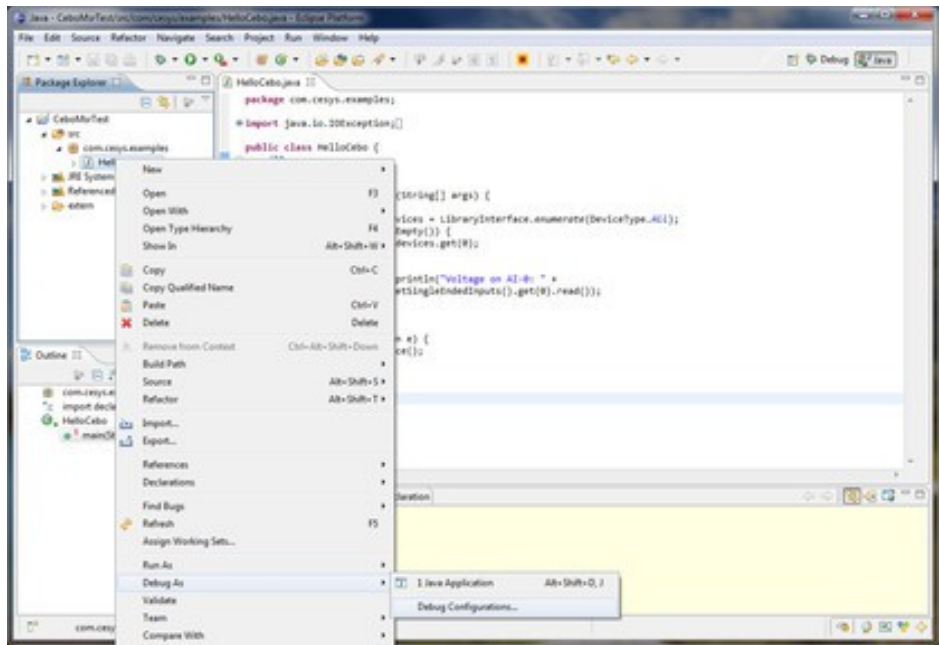 Java - CeboMsrTest/src/com/cesys/examples/HelloCebo.java - Eclipse Platform
File Edit Source Refactor Navigate Search Project Run Window Help
Debug Java
Package Explorer
HelloCebo.java
package com.cesys.examples;
CeboMsrTest
import java.io.IOException;
src
com.cesys.examples
public class HelloCebo {
Hel
JRE System
Referenced
extern
New
Open F3
(String[] args) {
Open With
vices = LibraryInterface.enumerate(DeviceType.All);
Open Type Hierarchy F4
Empty()) {
Show In Alt+Shift+W
devices.get(0);
Copy Ctrl+C
println("Voltage on AI-0: " +
Copy Qualified Name
etSingleEndedInputs().get(0).read());
Paste Ctrl+V
Delete Delete
n e) {
Remove from Context Ctrl+Alt+Shift+Down
ce();
Outline
Build Path
Source Alt+Shift+S
com.cesys.e
Refactor Alt+Shift+T
import decla
HelloCebo
Import...
main(St
Export...
References
Declarations
laration
Find Bugs
Refresh F5
Assign Working Sets...
Run As
Debug As
1 Java Application Alt+Shift+D, J
Validate
Debug Configurations...
Team
com.cesy
Compare With